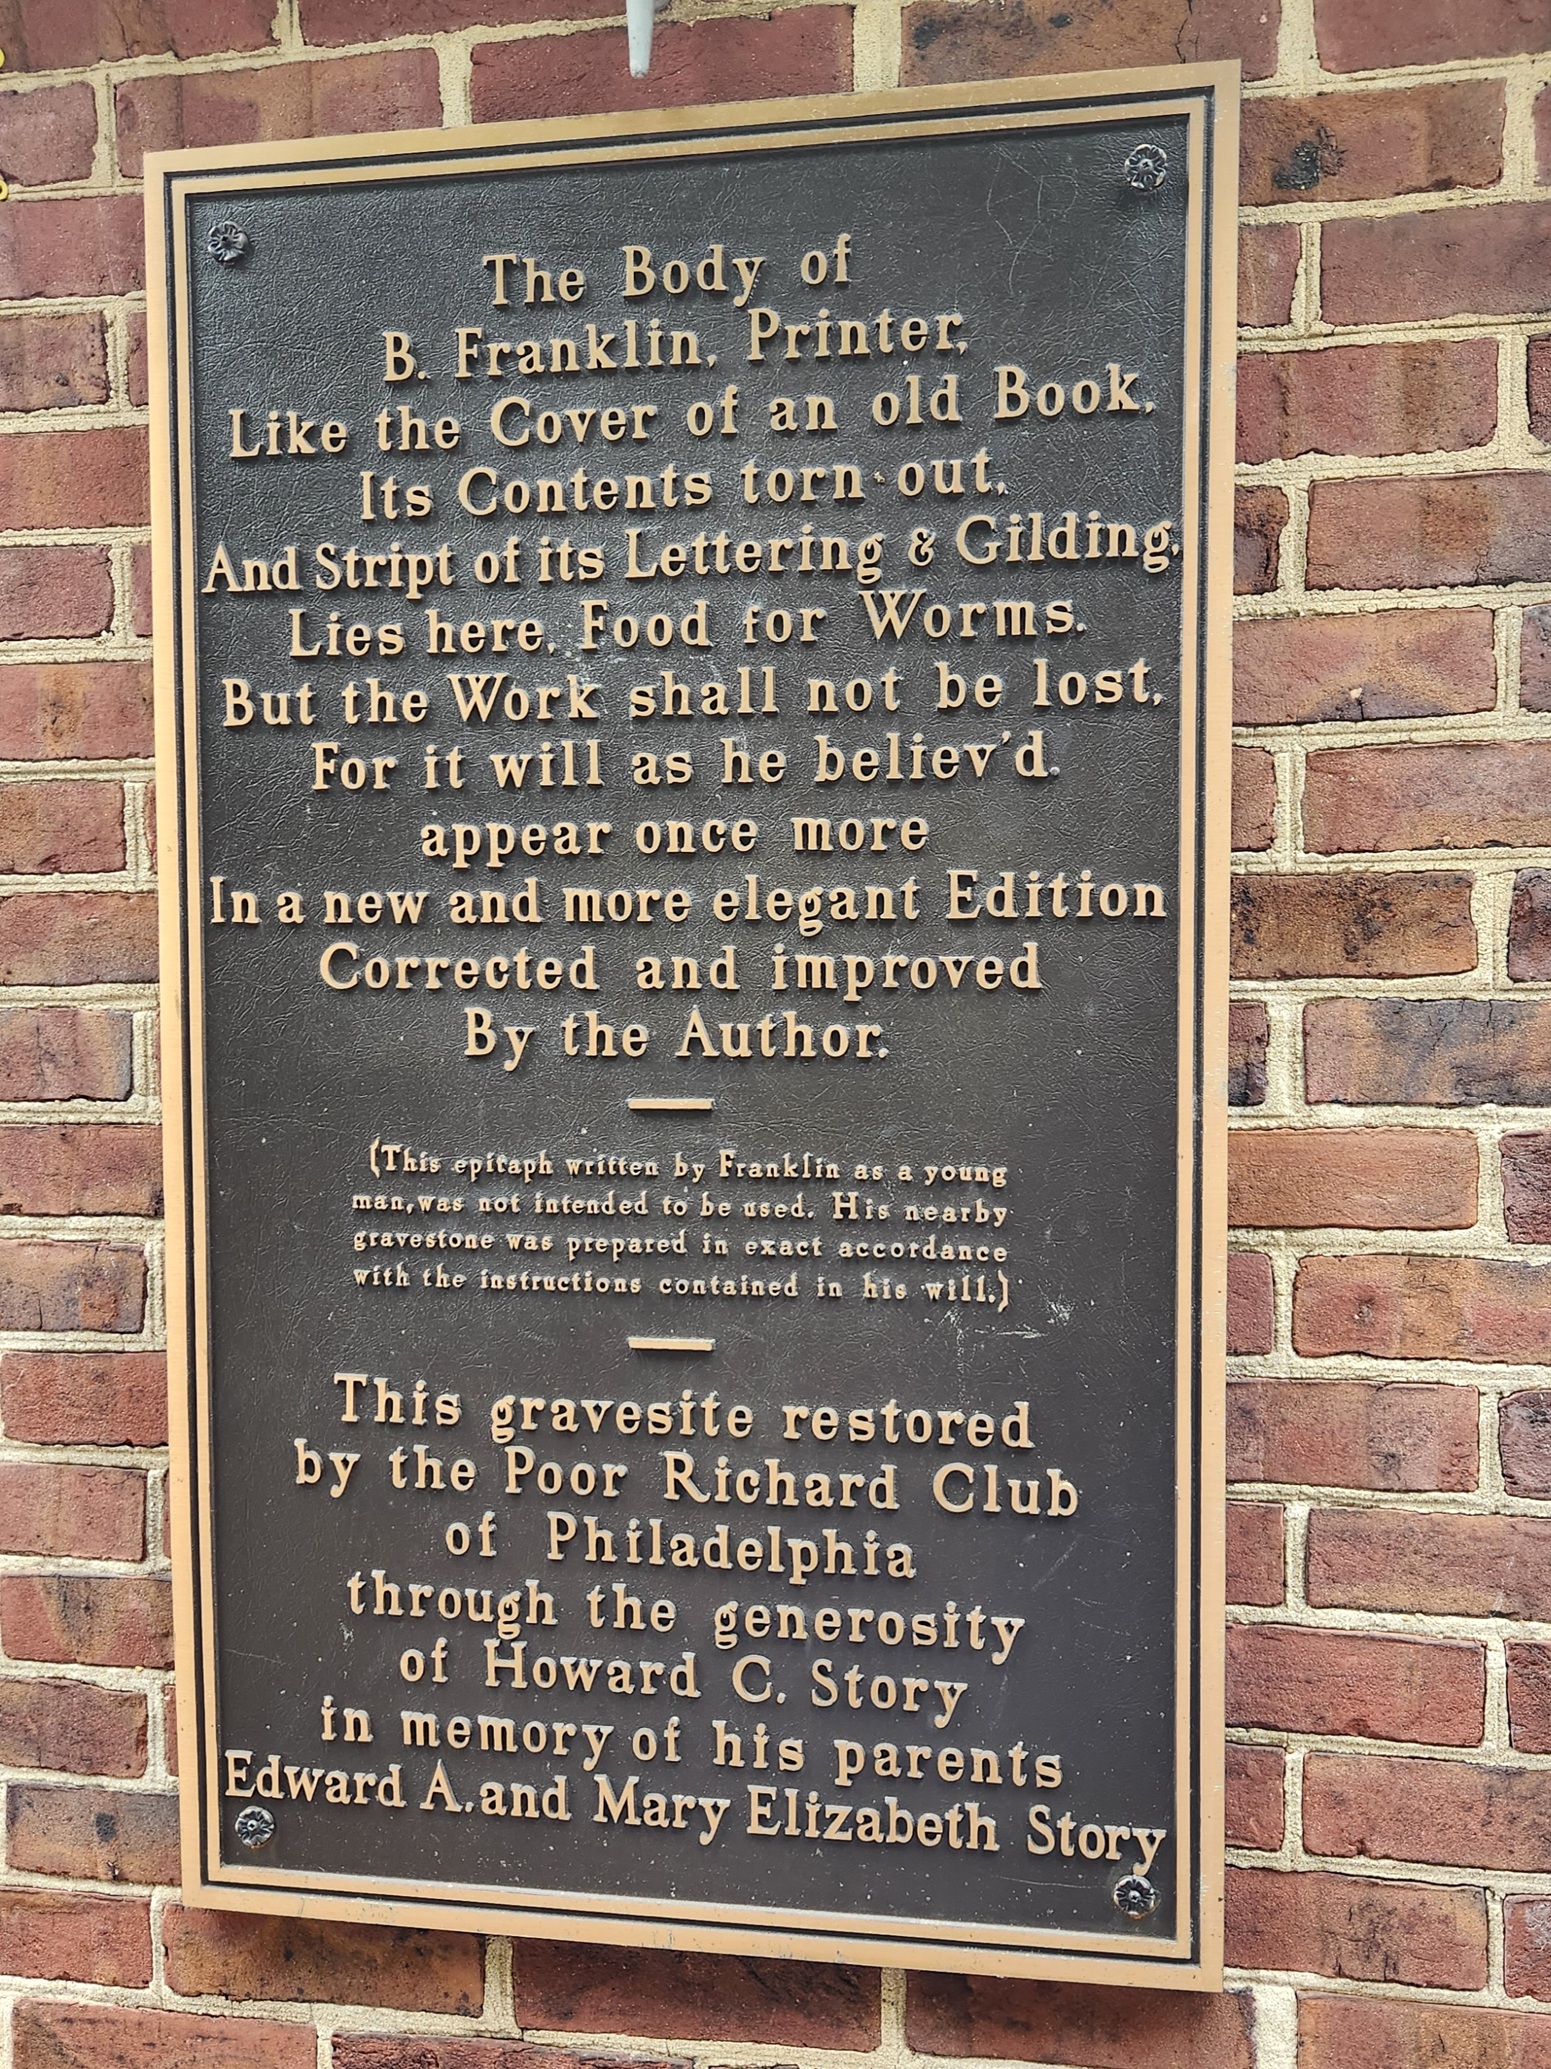 The Body of
B. Franklin, Printer,
Like the Cover of an old Book,
Its Contents torn out,
And Stript of its Lettering & Gilding,
Lies here, Food for Worms.
But the Work shall not be lost,
For it will as he believ'd,
appear once more
In a new and more elegant Edition
Corrected and improved
By the Author.
(This epitaph written by Franklin as a young
man, was not intended to be used. His nearby
gravestone was prepared in exact accordance
with the instructions contained in his will.)
This gravesite restored
by the Poor Richard Club
of Philadelphia
through the generosity
of Howard C. Story
in memory of his parents
Edward A. and Mary Elizabeth Story